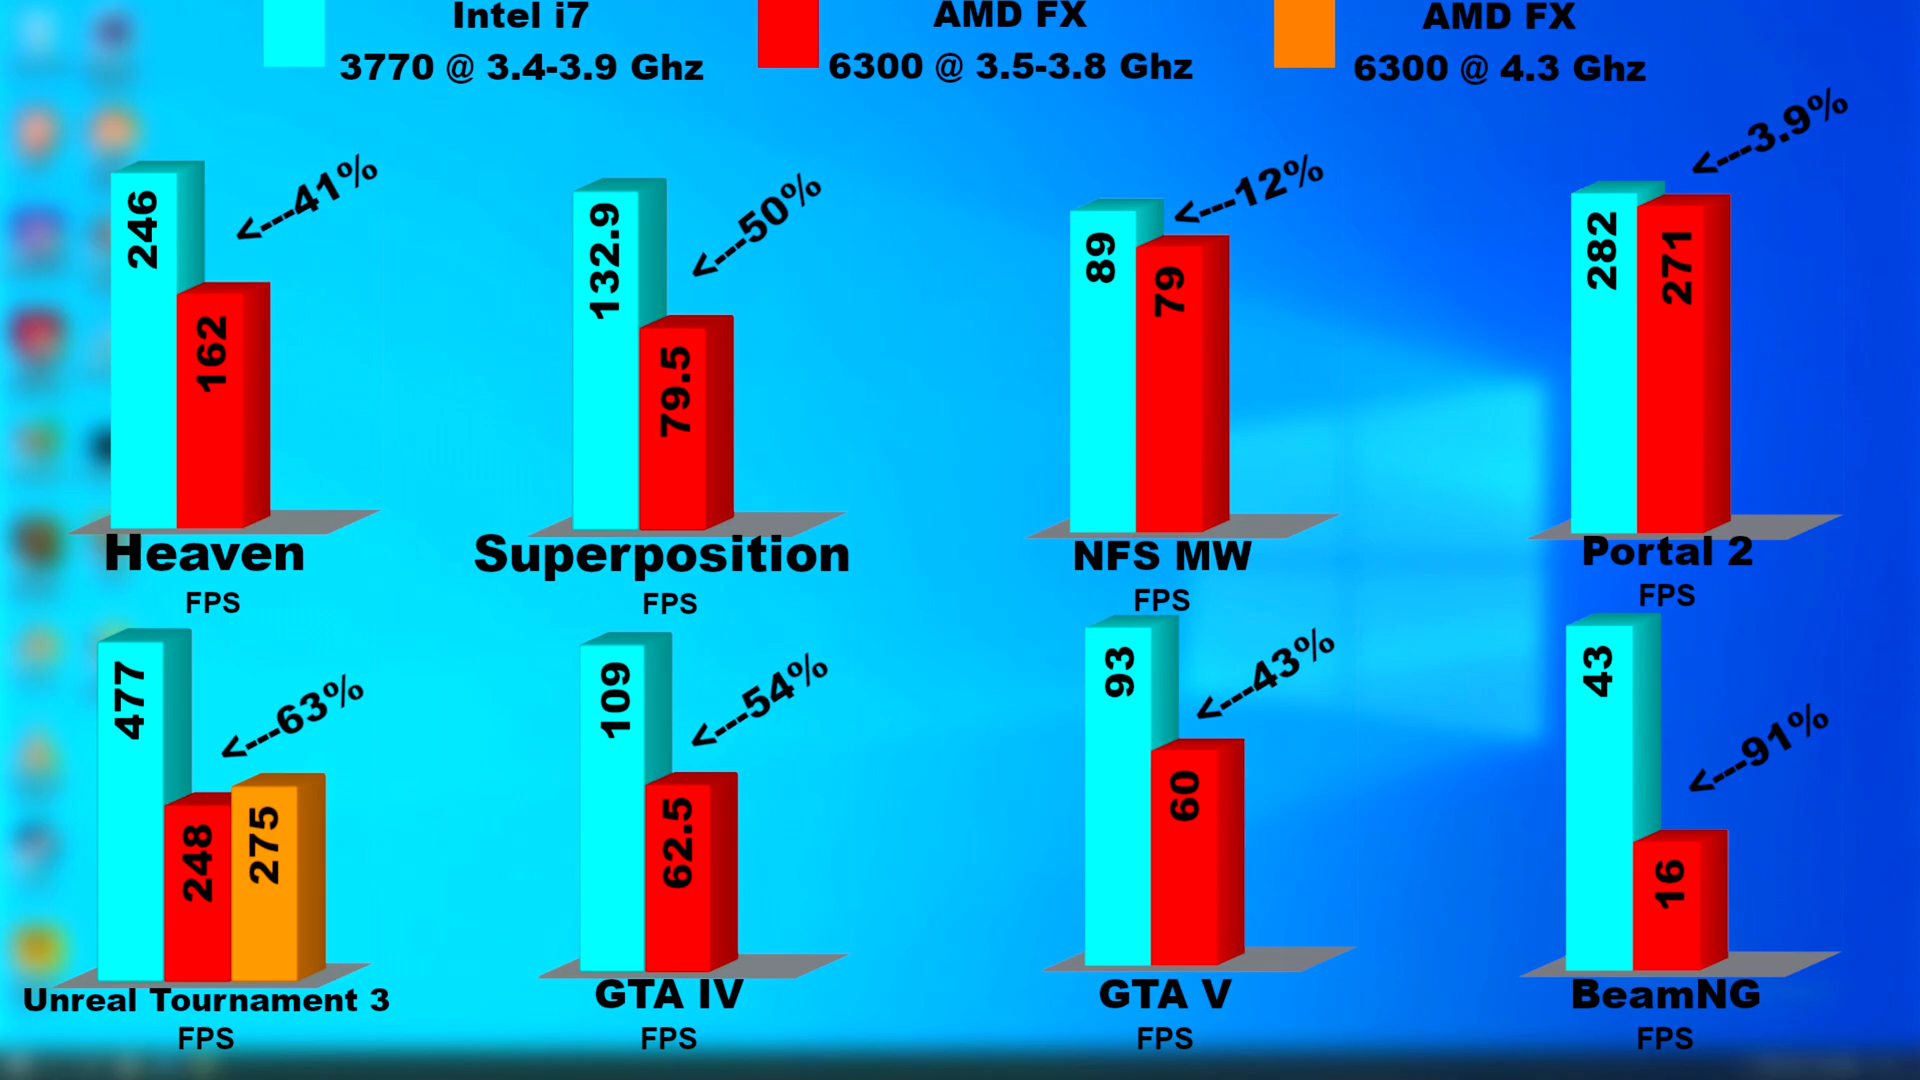 Intel i7
3770 @ 3.4-3.9 Ghz
AMD FX
6300 @ 3.5-3.8 Ghz
AMD FX
6300 @ 4.3 Ghz
246
162
<---41%
Heaven
FPS
132.9
79.5
<---50%
Superposition
FPS
89
79
<---12%
NFS MW
FPS
282
271
<---3.9%
Portal 2
FPS
477
248
275
<---63%
Unreal Tournament 3
FPS
109
62.5
<---54%
GTA IV
FPS
93
60
<---43%
GTA V
FPS
43
16
<---91%
BeamNG
FPS